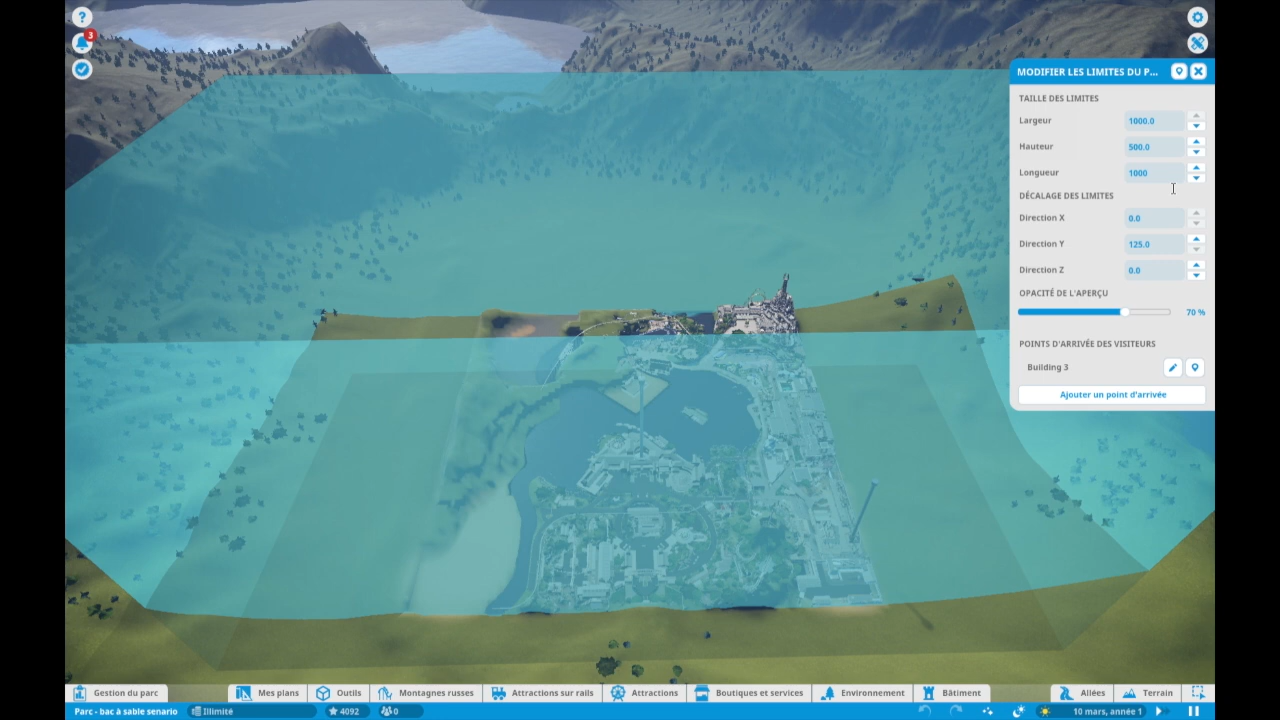 ?
3
MODIFIER LES LIMITES DU P...
TAILLE DES LIMITES
Largeur 1000.0
Hauteur 500.0
Longueur 1000
DÉCALAGE DES LIMITES
Direction X 0.0
Direction Y 125.0
Direction Z 0.0
OPACITÉ DE L'APERÇU
70 %
POINTS D'ARRIVÉE DES VISITEURS
Building 3
Ajouter un point d'arrivée
Gestion du parc Mes plans Outils Montagnes russes Attractions sur rails Attractions Boutiques et services Environnement Bâtiment Allées Terrain
Parc - bac à sable senario Illimité 4092 0 10 mars, année 1